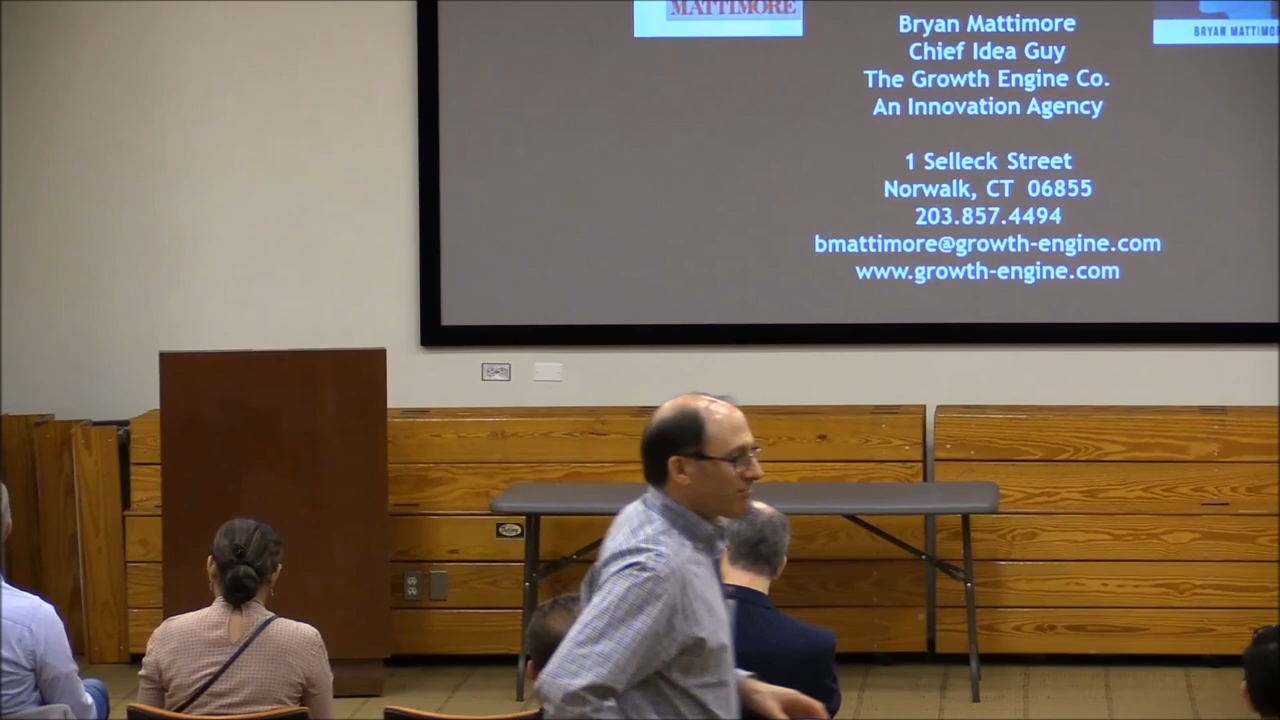 MATTIMORE
Bryan Mattimore
Chief Idea Guy
The Growth Engine Co.
An Innovation Agency
1 Selleck Street
Norwalk, CT 06855
203.857.4494
bmattimore@growth-engine.com
www.growth-engine.com
BRYAN MATTIMO